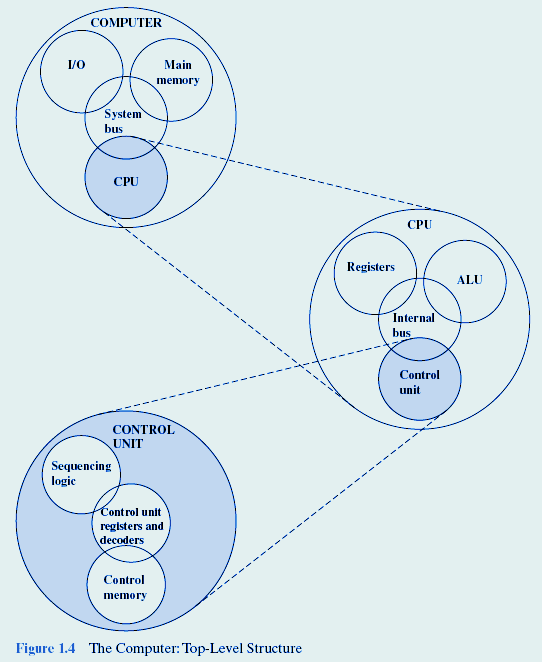 COMPUTER
I/O
Main
memory
System
bus
CPU
CPU
Registers
ALU
Internal
bus
Control
unit
CONTROL
UNIT
Sequencing
logic
Control unit
registers and
decoders
Control
memory
Figure 1.4 The Computer: Top-Level Structure